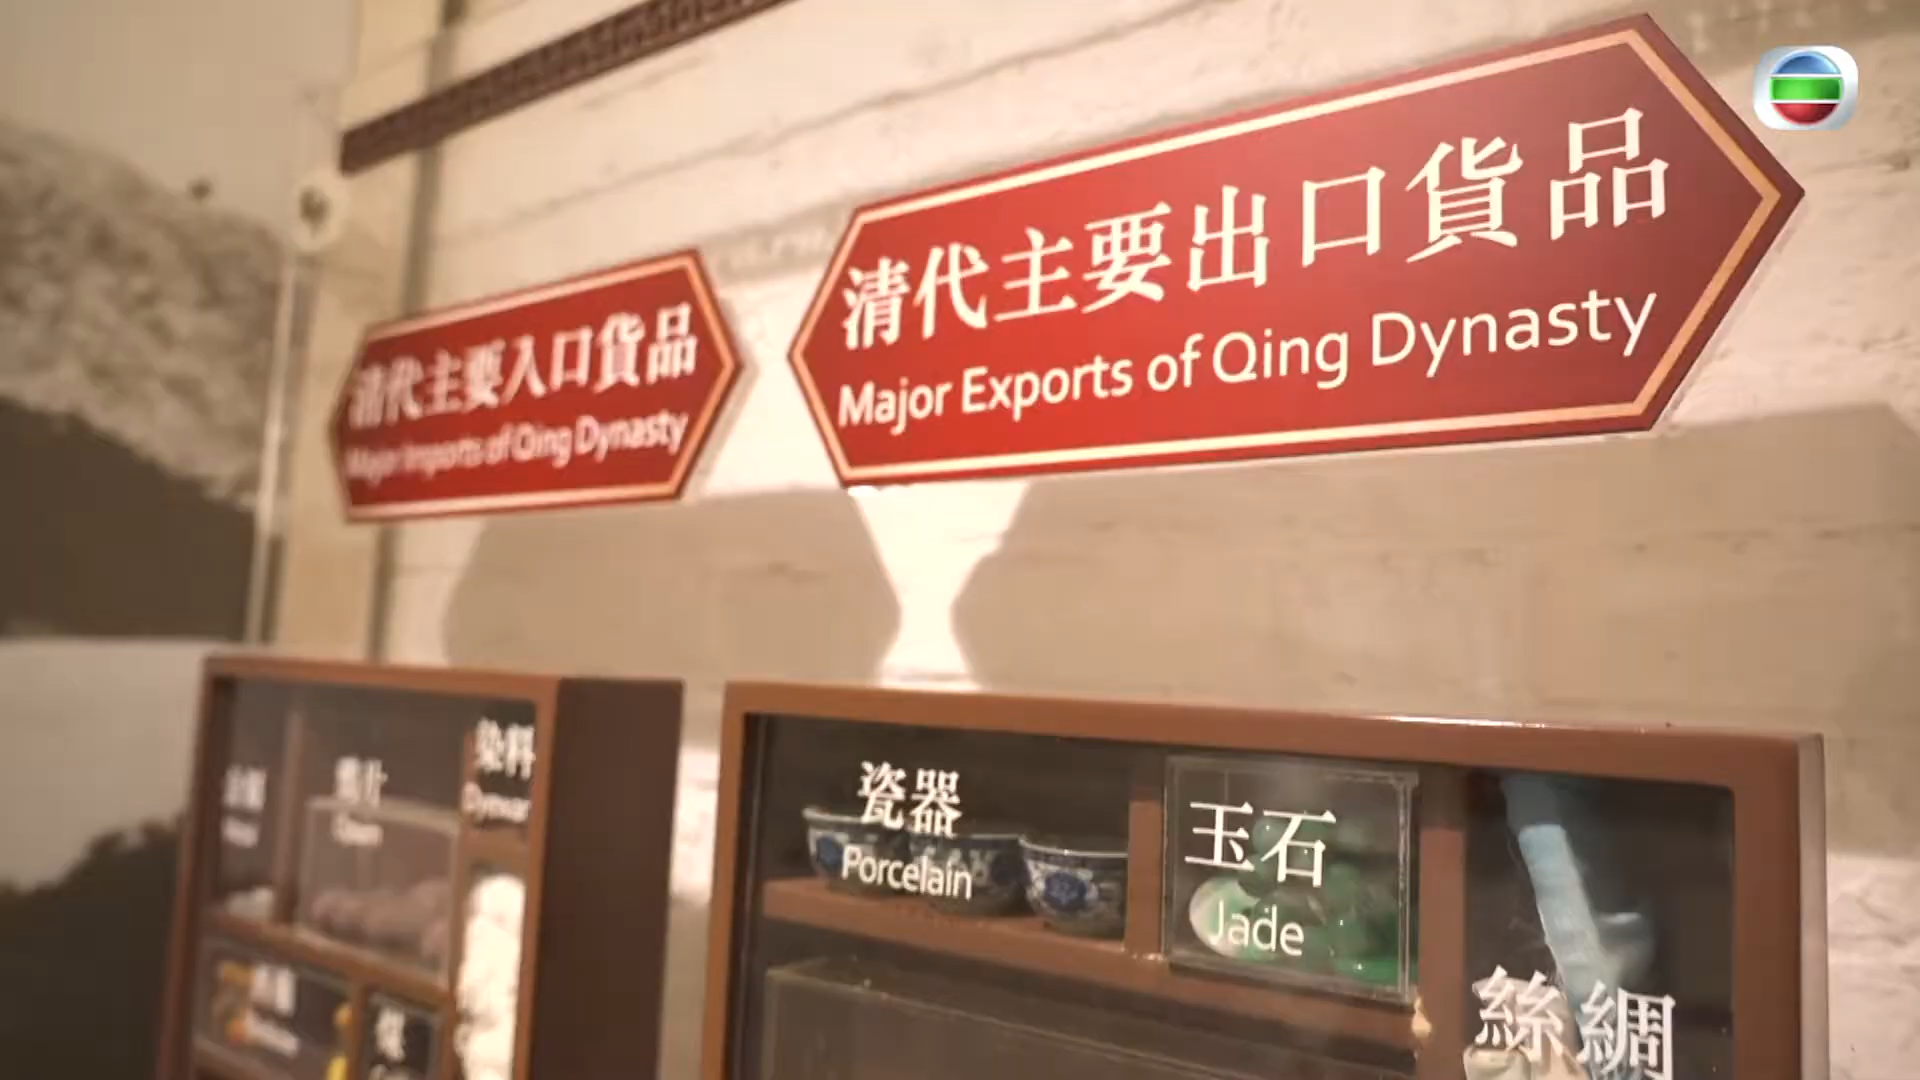 清代主要入口貨品
Major Imports of Qing Dynasty
清代主要出口貨品
Major Exports of Qing Dynasty
染料
瓷器
Porcelain
玉石
Jade
絲綢